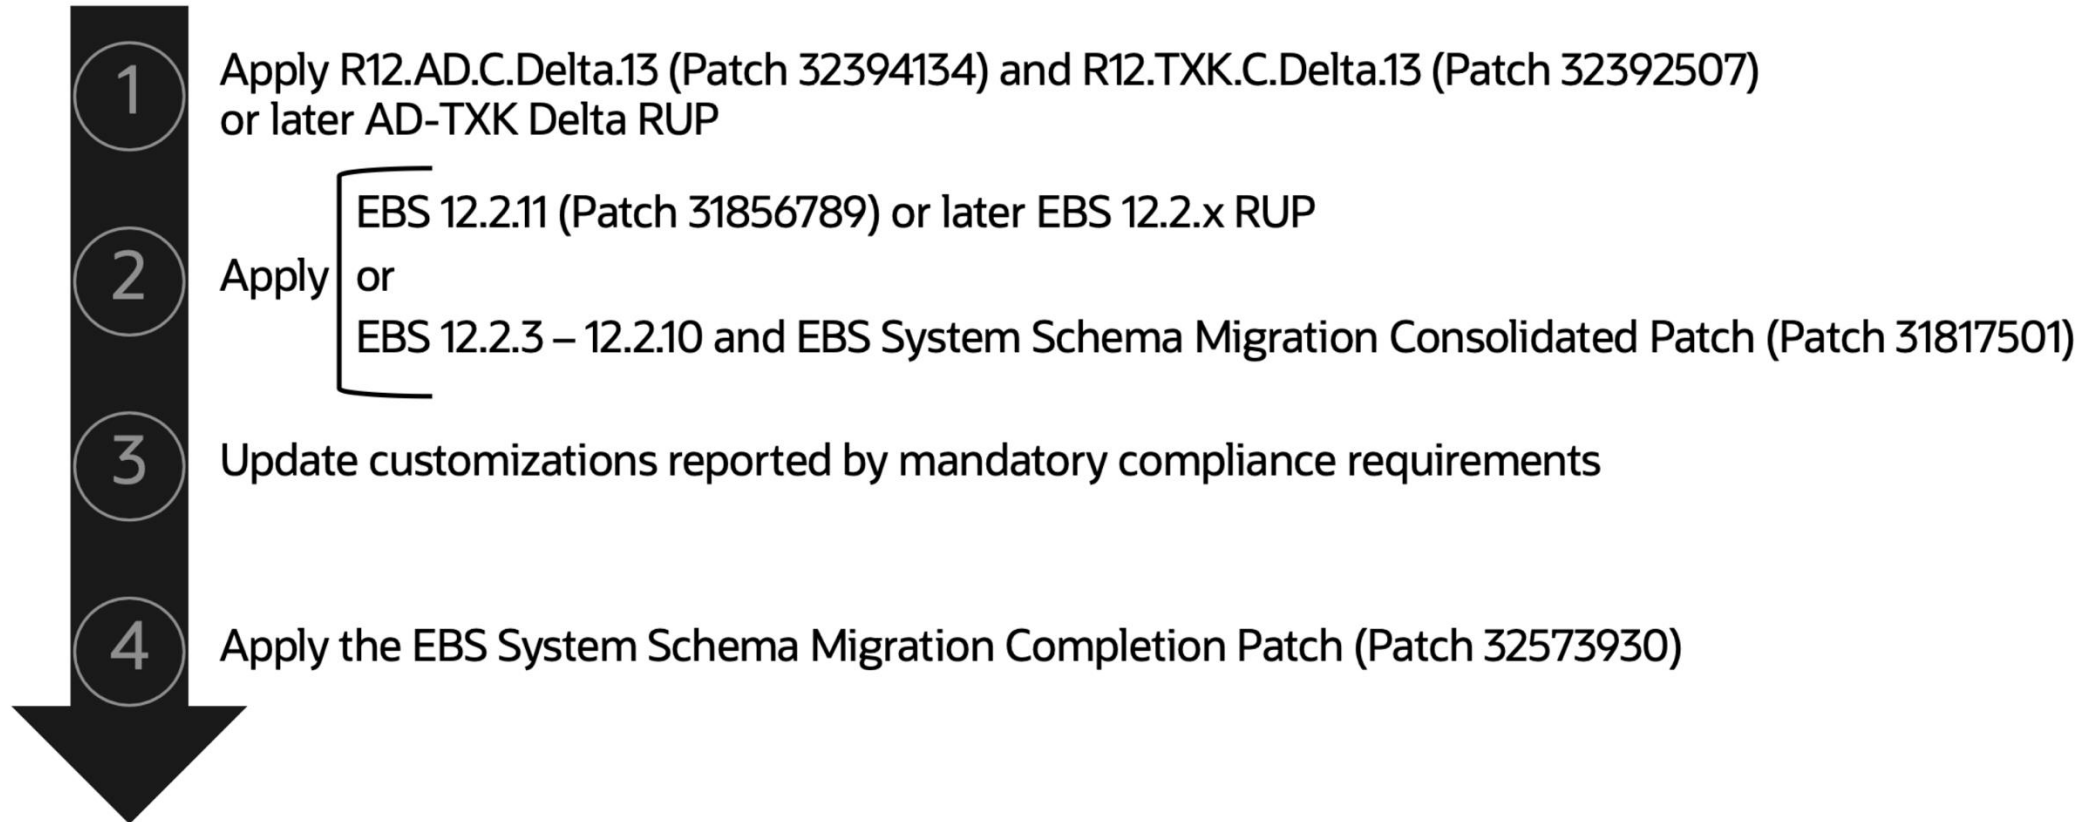 1
Apply R12.AD.C.Delta.13 (Patch 32394134) and R12.TXK.C.Delta.13 (Patch 32392507)
or later AD-TXK Delta RUP
2
Apply
EBS 12.2.11 (Patch 31856789) or later EBS 12.2.x RUP
or
EBS 12.2.3 – 12.2.10 and EBS System Schema Migration Consolidated Patch (Patch 31817501)
3
Update customizations reported by mandatory compliance requirements
4
Apply the EBS System Schema Migration Completion Patch (Patch 32573930)